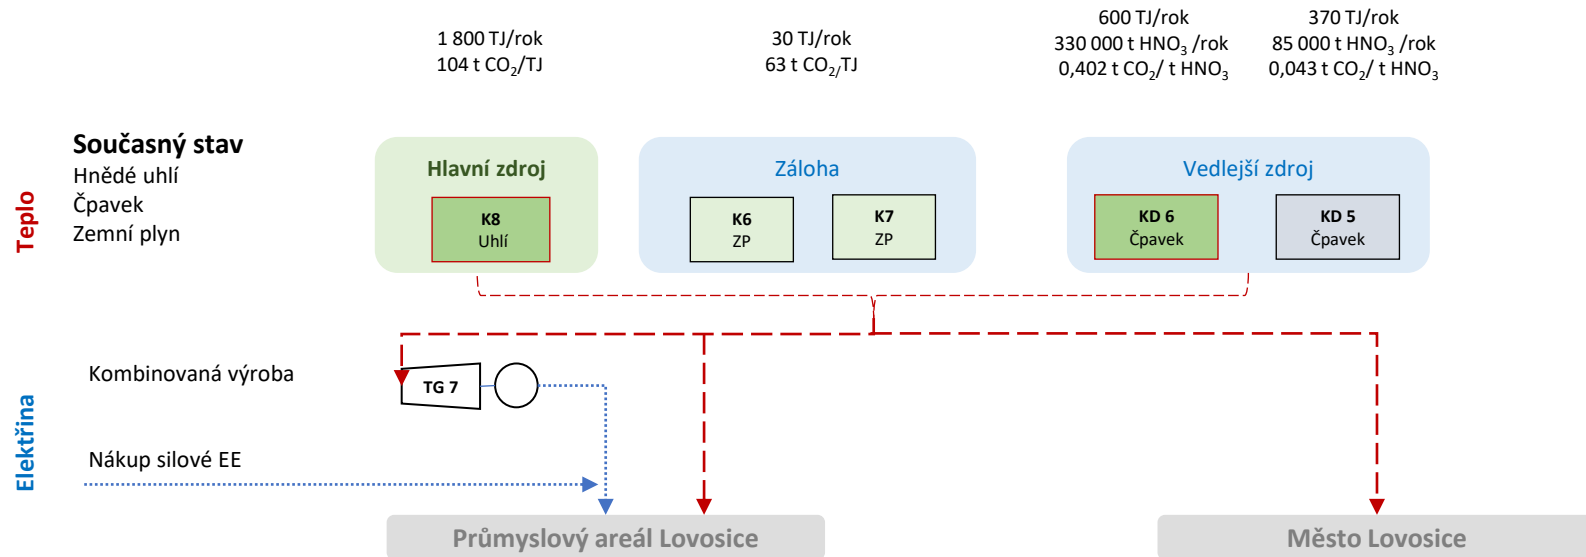 1 800 TJ/rok
104 t CO₂/TJ
30 TJ/rok
63 t CO₂/TJ
600 TJ/rok
330 000 t HNO₃ /rok
0,402 t CO₂/ t HNO₃
370 TJ/rok
85 000 t HNO₃ /rok
0,043 t CO₂/ t HNO₃
Teplo
Současný stav
Hnědé uhlí
Čpavek
Zemní plyn
Hlavní zdroj
K8
Uhlí
Záloha
K6
ZP
K7
ZP
Vedlejší zdroj
KD 6
Čpavek
KD 5
Čpavek
Elektřina
Kombinovaná výroba
TG 7
Nákup silové EE
Průmyslový areál Lovosice
Město Lovosice